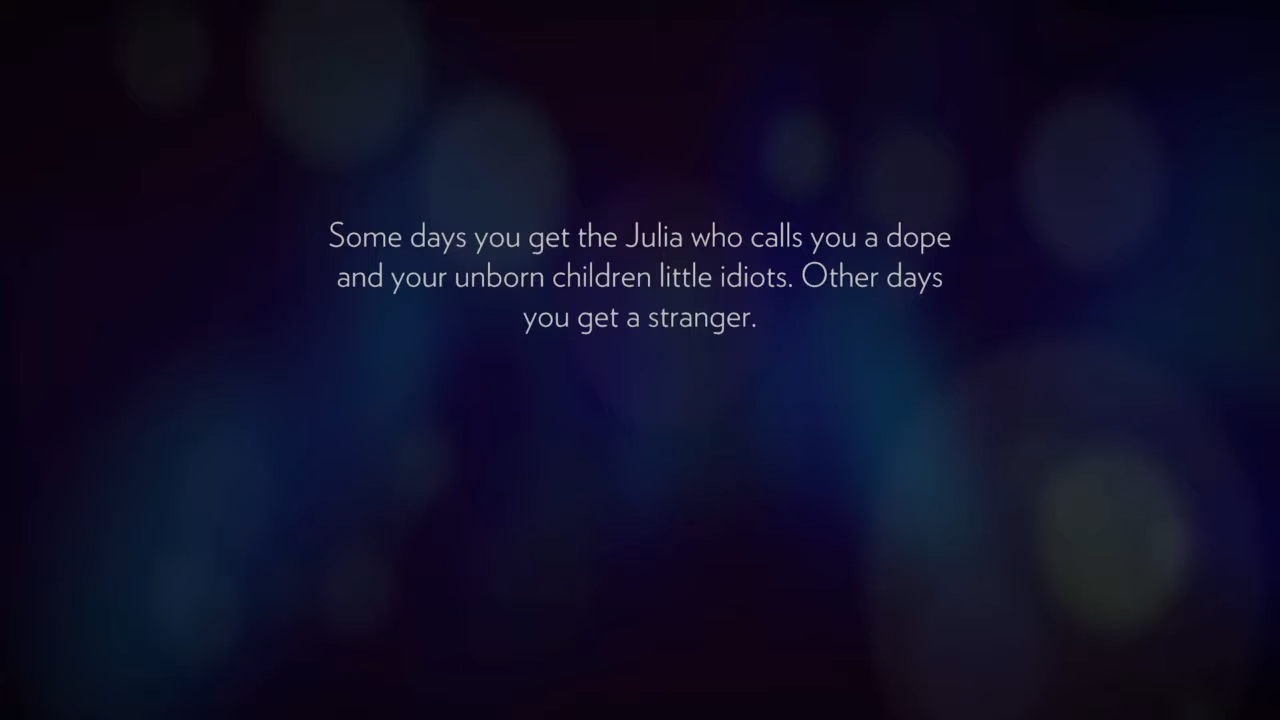 Some days you get the Julia who calls you a dope
and your unborn children little idiots. Other days
you get a stranger.